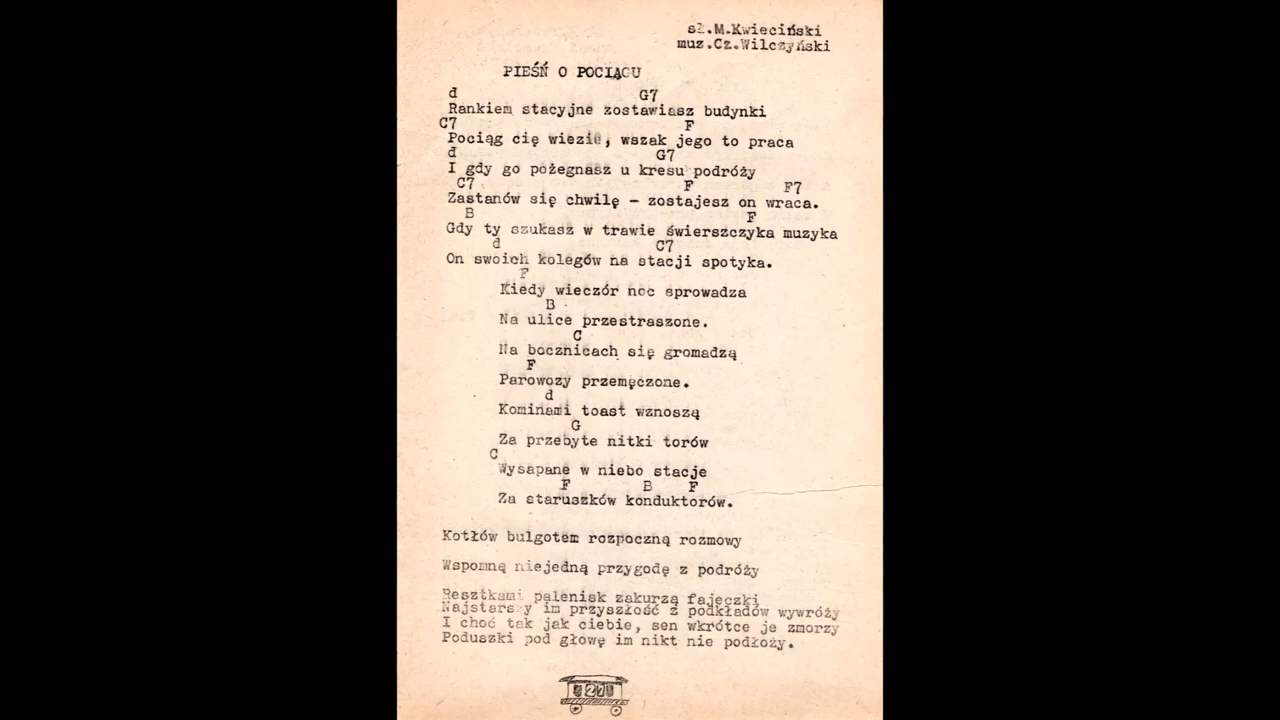 sł.M.Kwieciński
muz.Cz.Wilczyński
PIEŚŃ O POCIĄGU
d G7
Rankiem stacyjne zostawiasz budynki
C7 F
Pociąg cię wiezie, wszak jego to praca
d G7
I gdy go pożegnasz u kresu podróży
C7 F F7
Zastanów się chwilę - zostajesz on wraca.
B F
Gdy ty szukasz w trawie świerszczyka muzyka
d C7
On swoich kolegów na stacji spotyka.
F
Kiedy wieczór noc sprowadza
B
Na ulice przestraszone.
C
Na bocznicach się gromadzą
F
Parowozy przemęczone.
d
Kominami toast wznoszą
G
Za przebyte nitki torów
C
Wysapane w niebo stacje
F B F
Za staruszków konduktorów.
Kotłów bulgotem rozpoczną rozmowy
Wspomną niejedną przygodę z podróży
Resztkami palenisk zakurzą fajeczki
Najstarszy im przyszłość z podkładów wywróży
I choć tak jak ciebie, sen wkrótce je zmorzy
Poduszki pod głowę im nikt nie podłoży.
27